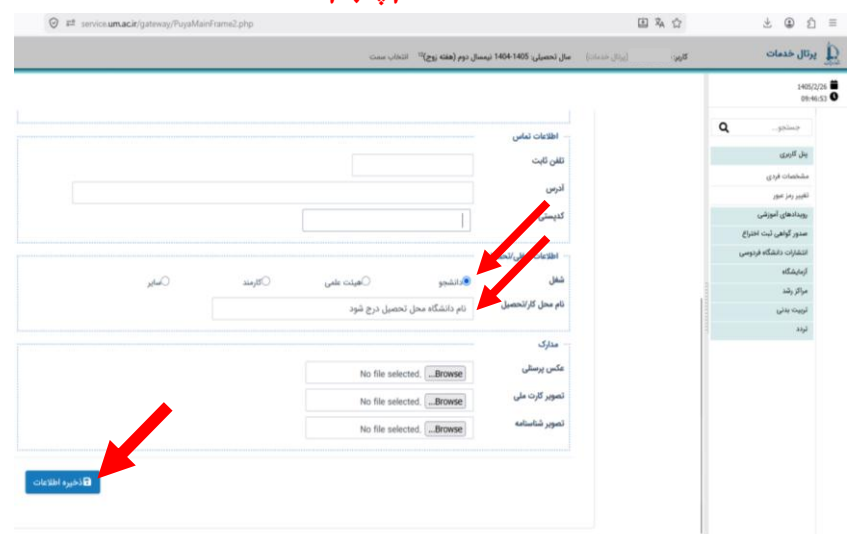 service.um.ac.ir/gateway/PuyaMainFrame2.php
پرتال خدمات
کاربر: (پرتال خدمات) سال تحصیلی: 1405-1404 نیمسال دوم (هفته زوج) انتخاب سمت
1405/2/26
09:46:53
جستجو...
پنل کاربری
مشخصات فردی
تغییر رمز عبور
رویدادهای آموزشی
صدور گواهی ثبت اختراع
انتشارات دانشگاه فردوسی
آزمایشگاه
مراکز رشد
تربیت بدنی
تردد
اطلاعات تماس
تلفن ثابت
آدرس
کدپستی
اطلاعات
شغل دانشجو هیئت علمی کارمند سایر
نام محل کار/تحصیل نام دانشگاه محل تحصیل درج شود
مدارک
عکس پرسنلی Browse... No file selected.
تصویر کارت ملی Browse... No file selected.
تصویر شناسنامه Browse... No file selected.
ذخیره اطلاعات